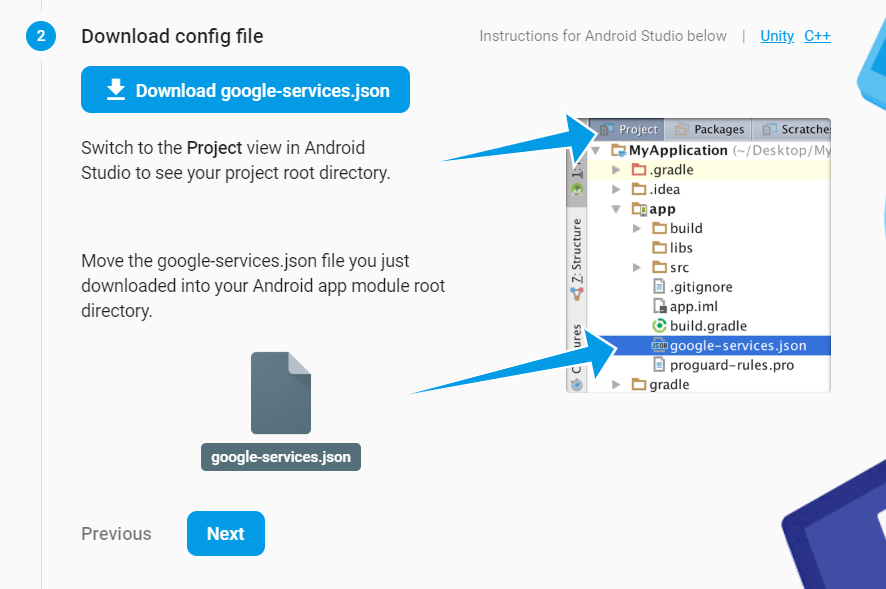 2
Download config file
Instructions for Android Studio below | Unity C++
Download google-services.json
Switch to the Project view in Android
Studio to see your project root directory.
Move the google-services.json file you just
downloaded into your Android app module root
directory.
google-services.json
Previous
Next
Project Packages Scratche
MyApplication (~/Desktop/My
.gradle
.idea
app
build
libs
src
.gitignore
app.iml
build.gradle
google-services.json
proguard-rules.pro
gradle
Z: Structure
JSON